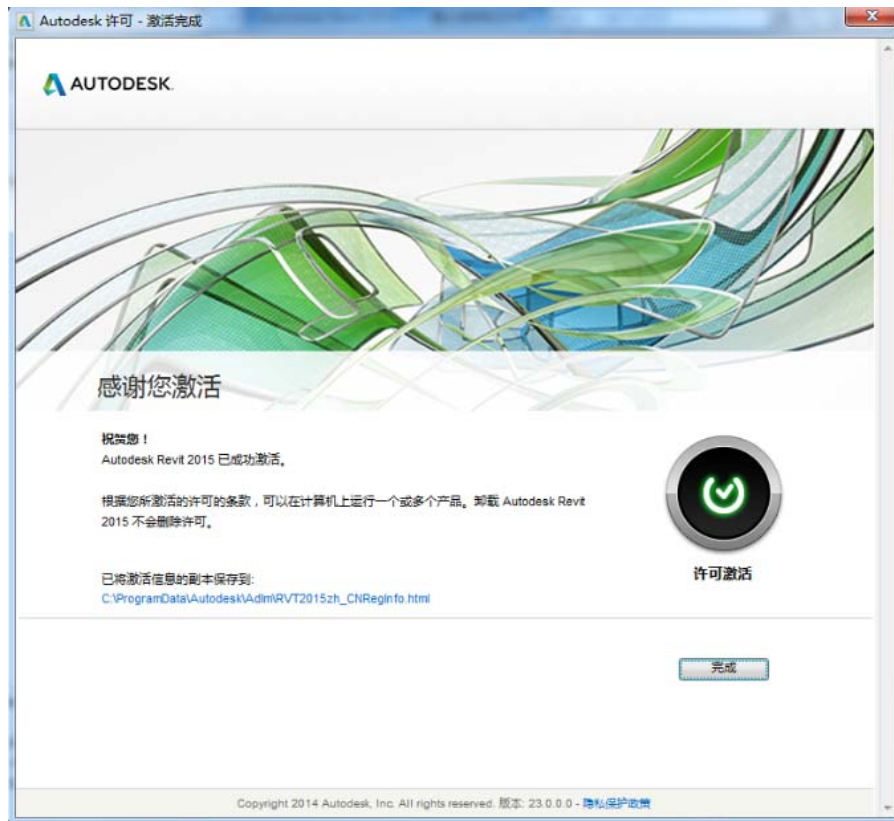 Autodesk 许可 - 激活完成
AUTODESK.
感谢您激活
祝贺您！
Autodesk Revit 2015 已成功激活。
根据您所激活的许可的条款，可以在计算机上运行一个或多个产品。卸载 Autodesk Revit
2015 不会删除许可。
已将激活信息的副本保存到:
C:\ProgramData\Autodesk\Adlm\RVT2015zh_CNRegInfo.html
许可激活
完成
Copyright 2014 Autodesk, Inc. All rights reserved. 版本: 23.0.0.0 - 隐私保护政策